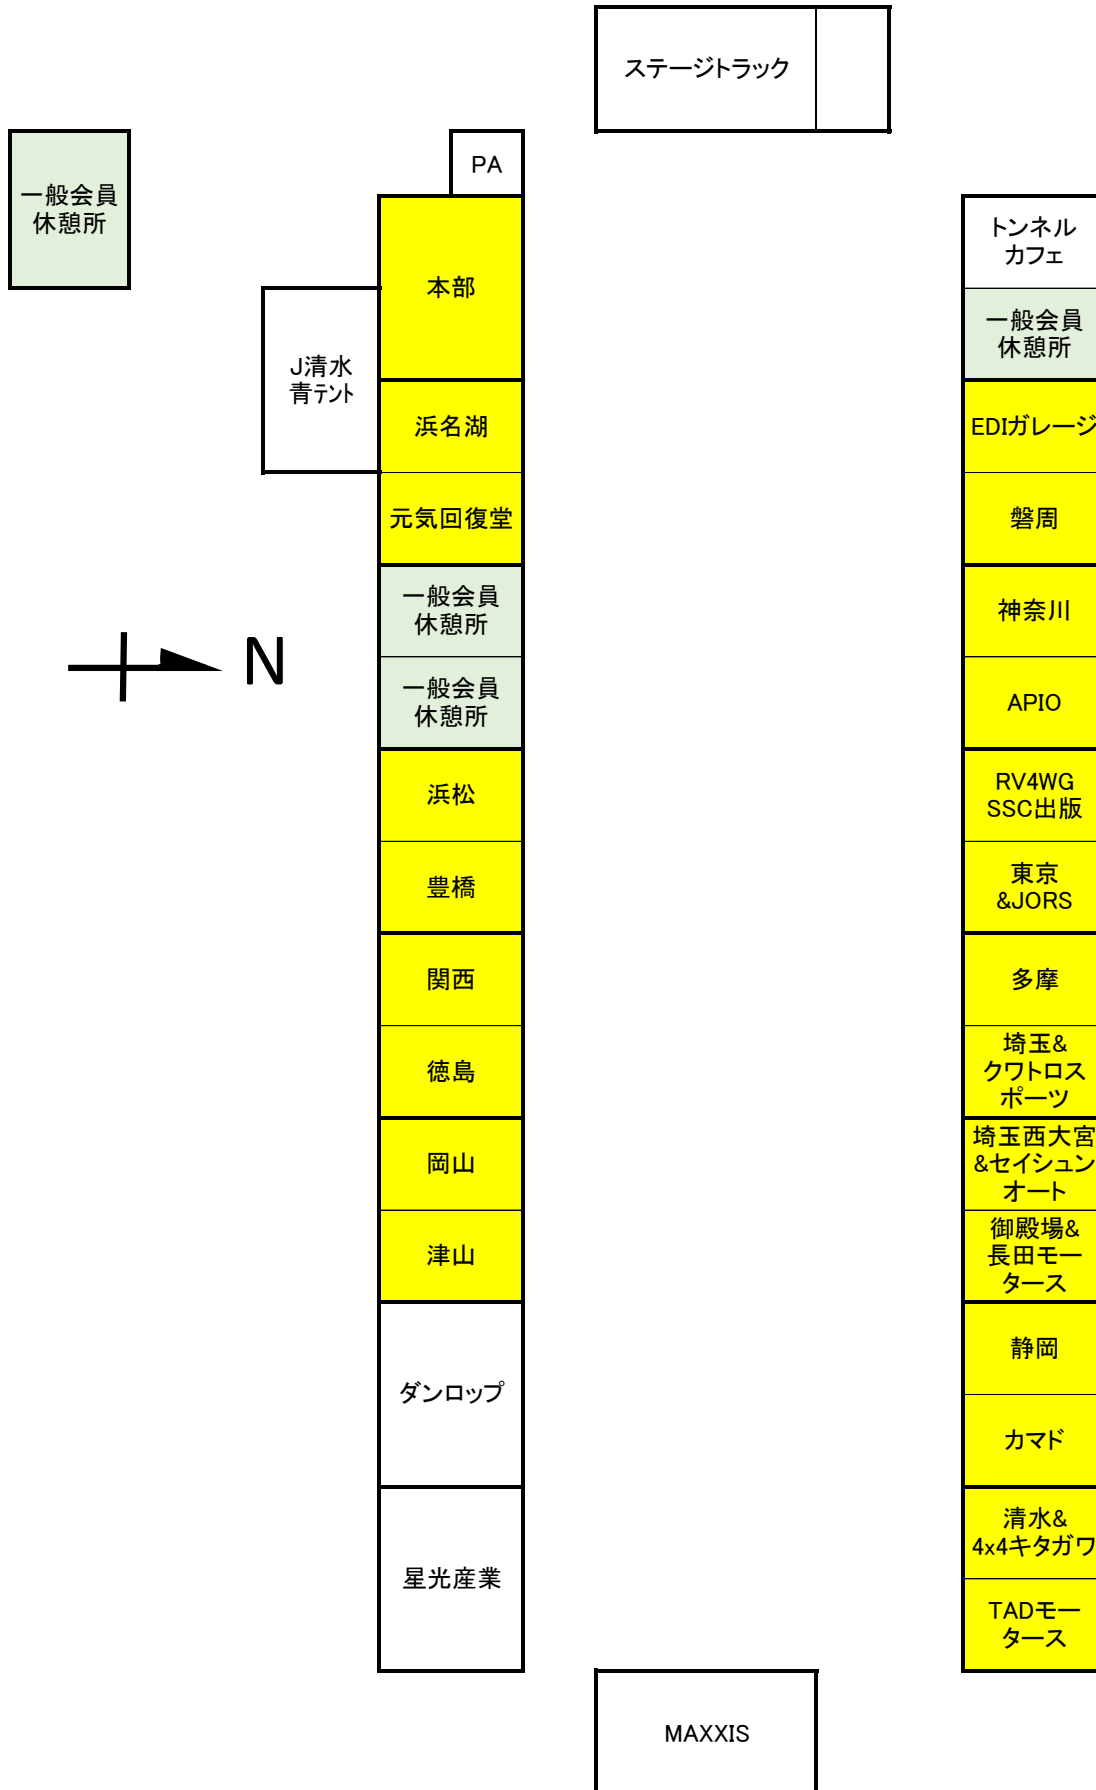 ステージトラック
一般会員
休憩所
PA
本部
J清水
青テント
浜名湖
元気回復堂
一般会員
休憩所
一般会員
休憩所
浜松
豊橋
関西
徳島
岡山
津山
ダンロップ
星光産業
N
トンネル
カフェ
一般会員
休憩所
EDIガレージ
磐周
神奈川
APIO
RV4WG
SSC出版
東京
&JORS
多摩
埼玉&
クワトロス
ポーツ
埼玉西大宮
&セイシュン
オート
御殿場&
長田モー
タース
静岡
カマド
清水&
4x4キタガワ
TADモー
タース
MAXXIS